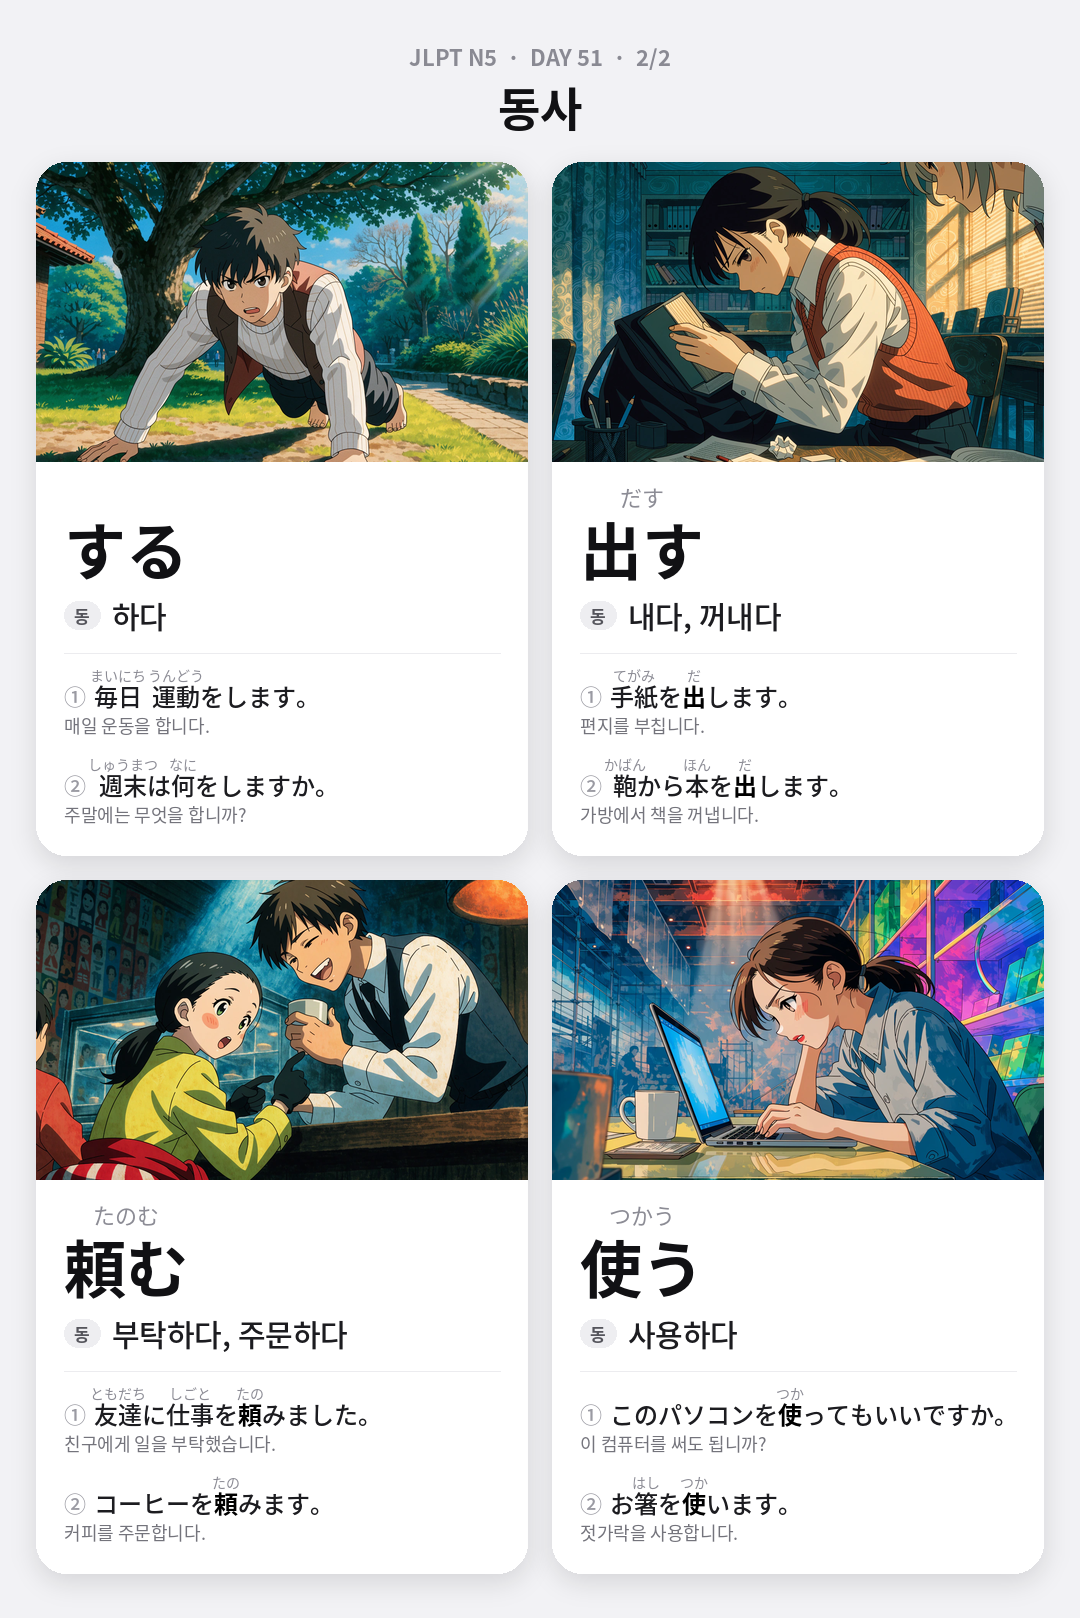 JLPT N5 · DAY 51 · 2/2
동사
する
동 하다
まいにち うんどう
① 毎日 運動をします。
매일 운동을 합니다.
しゅうまつ なに
② 週末は何をしますか。
주말에는 무엇을 합니까?
だす
出す
동 내다, 꺼내다
てがみ だ
① 手紙を出します。
편지를 부칩니다.
かばん ほん だ
② 鞄から本を出します。
가방에서 책을 꺼냅니다.
たのむ
頼む
동 부탁하다, 주문하다
ともだち しごと たの
① 友達に仕事を頼みました。
친구에게 일을 부탁했습니다.
たの
② コーヒーを頼みます。
커피를 주문합니다.
つかう
使う
동 사용하다
つか
① このパソコンを使ってもいいですか。
이 컴퓨터를 써도 됩니까?
はし つか
② お箸を使います。
젓가락을 사용합니다.